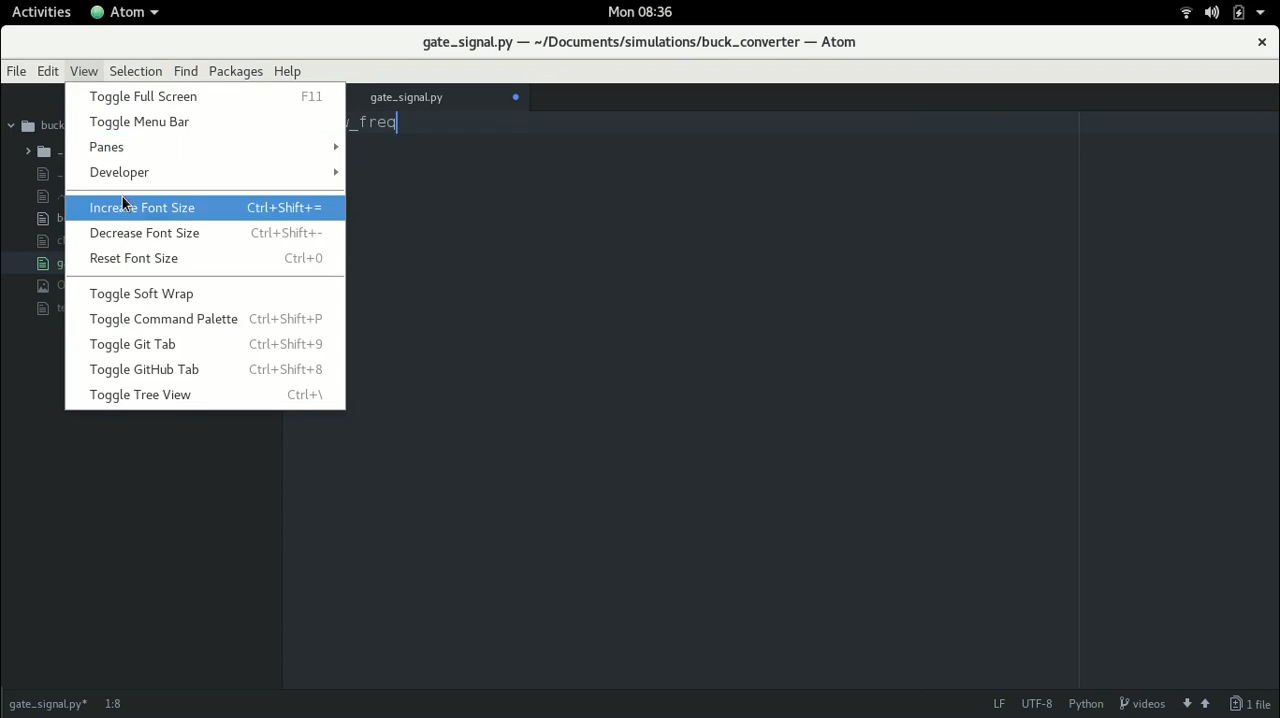 Activities Atom Mon 08:36
gate_signal.py — ~/Documents/simulations/buck_converter — Atom
File Edit View Selection Find Packages Help
Toggle Full Screen F11
gate_signal.py
Toggle Menu Bar
_freq
buck
Panes
Developer
Increase Font Size Ctrl+Shift+=
Decrease Font Size Ctrl+Shift+-
Reset Font Size Ctrl+0
Toggle Soft Wrap
Toggle Command Palette Ctrl+Shift+P
Toggle Git Tab Ctrl+Shift+9
Toggle GitHub Tab Ctrl+Shift+8
Toggle Tree View Ctrl+\
gate_signal.py* 1:8 LF UTF-8 Python videos 1 file